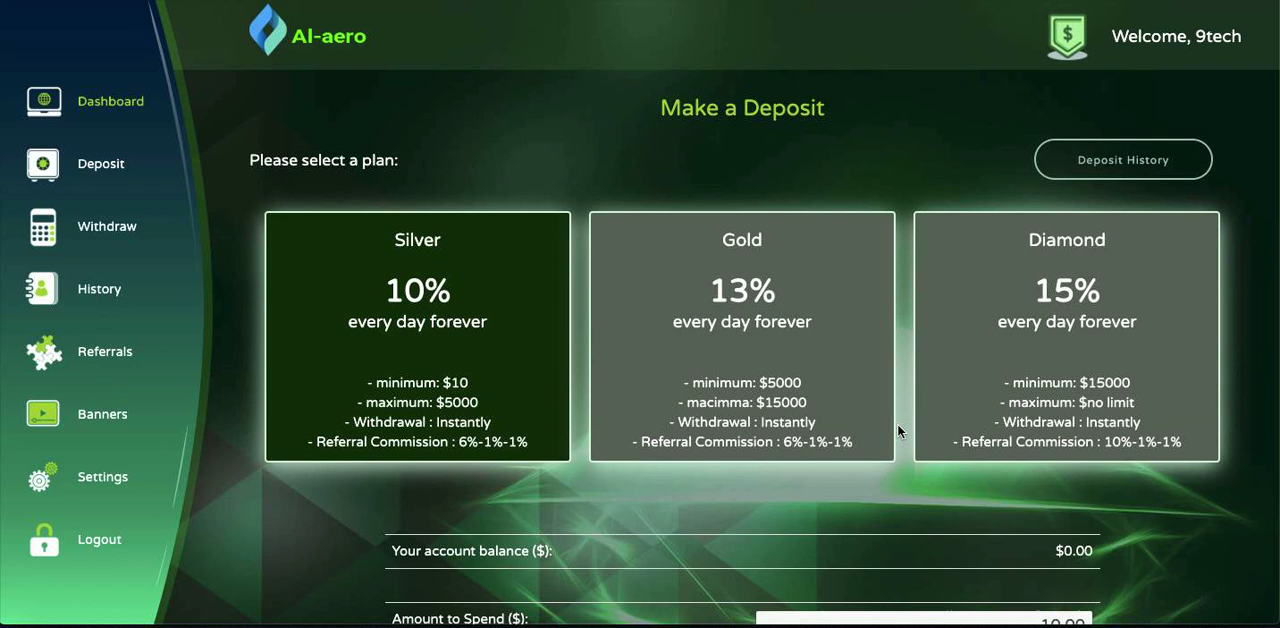 Al-aero
Welcome, 9tech
Dashboard
Deposit
Withdraw
History
Referrals
Banners
Settings
Logout
Make a Deposit
Please select a plan:
Deposit History
Silver
10%
every day forever
- minimum: $10
- maximum: $5000
- Withdrawal : Instantly
- Referral Commission : 6%-1%-1%
Gold
13%
every day forever
- minimum: $5000
- macimma: $15000
- Withdrawal : Instantly
- Referral Commission : 6%-1%-1%
Diamond
15%
every day forever
- minimum: $15000
- maximum: $no limit
- Withdrawal : Instantly
- Referral Commission : 10%-1%-1%
Your account balance ($):
$0.00
Amount to Spend ($):
10.00